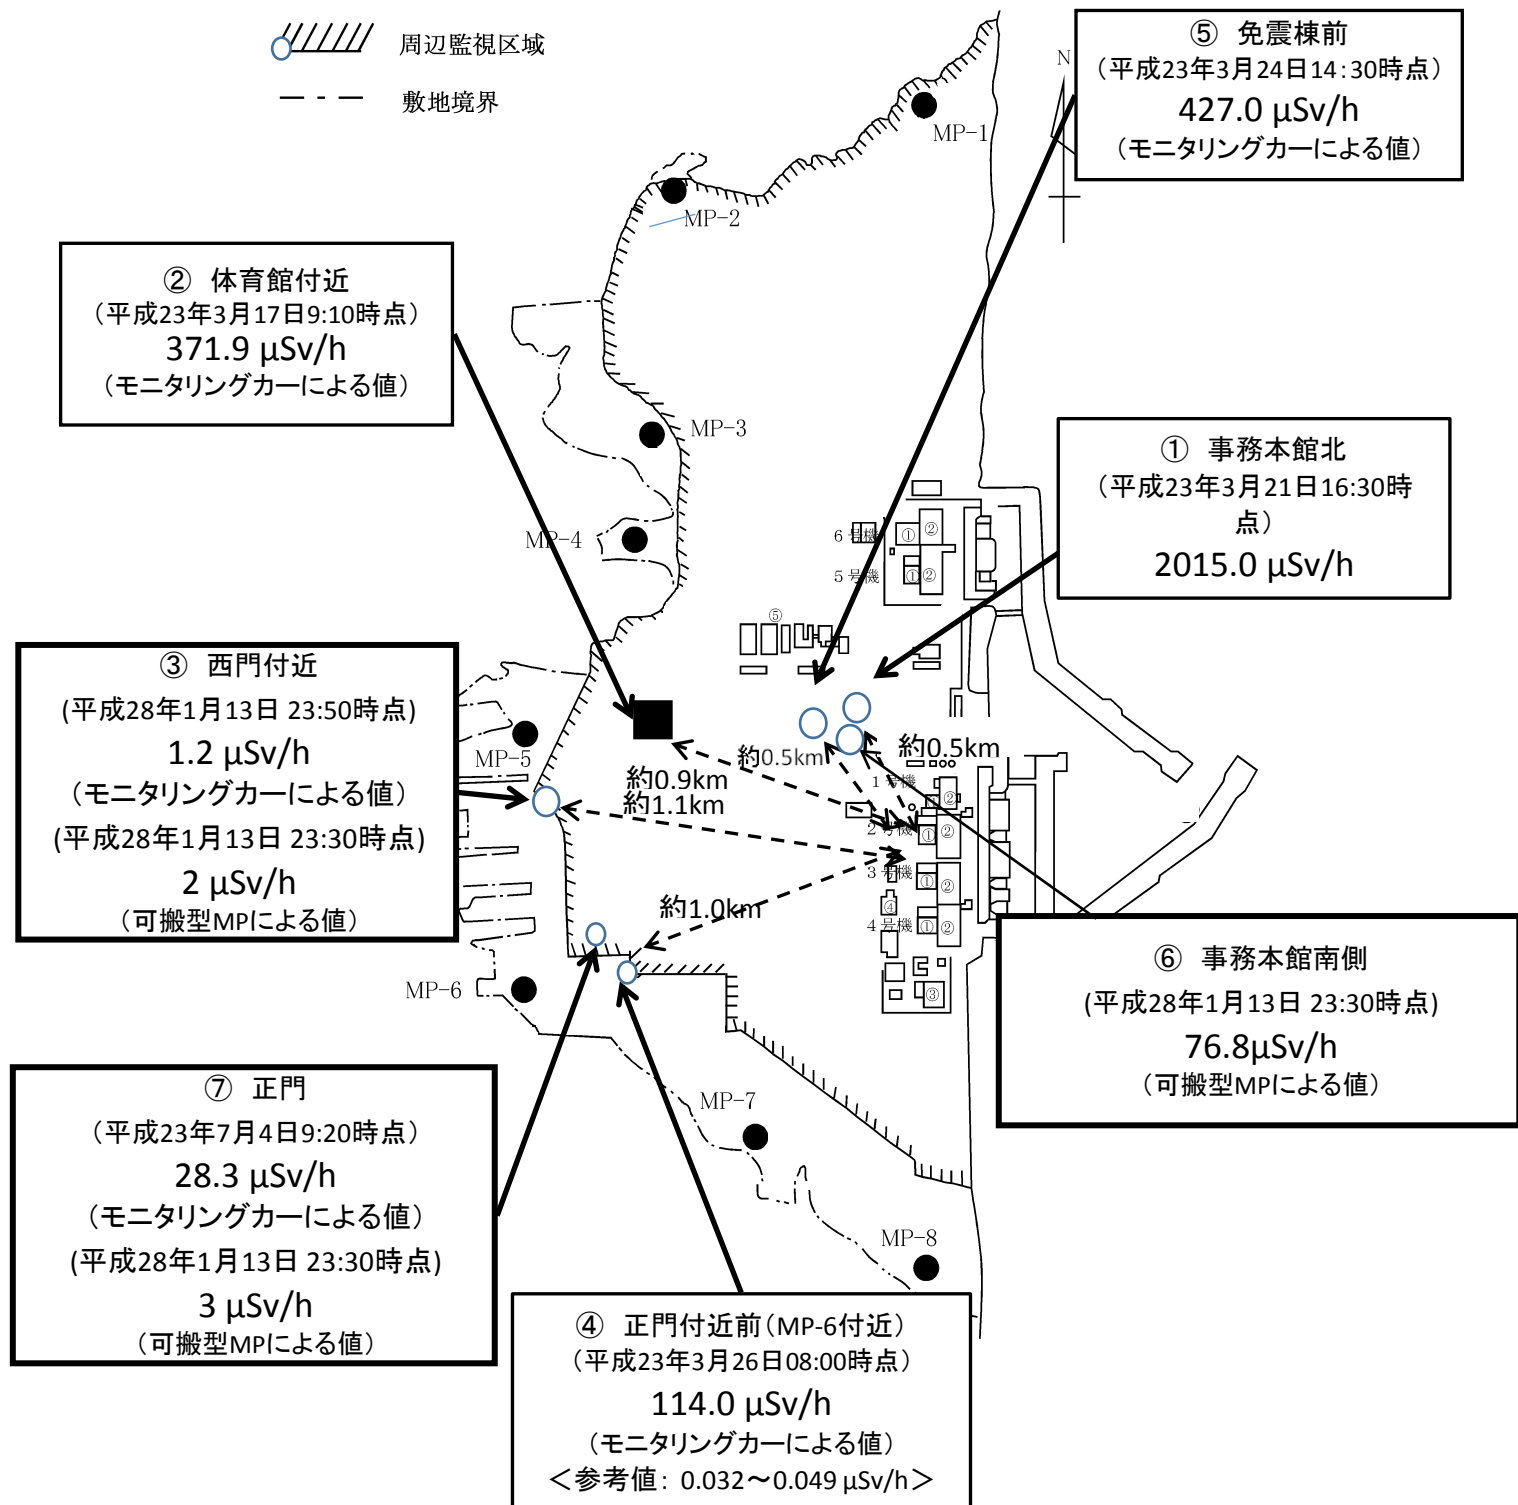 周辺監視区域
敷地境界
⑤ 免震棟前
(平成23年3月24日14:30時点)
427.0 μSv/h
(モニタリングカーによる値)
N
MP-1
MP-2
② 体育館付近
(平成23年3月17日9:10時点)
371.9 μSv/h
(モニタリングカーによる値)
MP-3
① 事務本館北
(平成23年3月21日16:30時
点)
2015.0 μSv/h
MP-4
6号機
① ②
5号機
① ②
⑤
③ 西門付近
(平成28年1月13日 23:50時点)
1.2 μSv/h
(モニタリングカーによる値)
(平成28年1月13日 23:30時点)
2 μSv/h
(可搬型MPによる値)
MP-5
約0.5km
約0.5km
約0.9km
約1.1km
1号機
① ②
2号機
① ②
3号機
① ②
④
4号機
① ②
③
約1.0km
MP-6
⑥ 事務本館南側
(平成28年1月13日 23:30時点)
76.8μSv/h
(可搬型MPによる値)
⑦ 正門
(平成23年7月4日9:20時点)
28.3 μSv/h
(モニタリングカーによる値)
(平成28年1月13日 23:30時点)
3 μSv/h
(可搬型MPによる値)
MP-7
MP-8
④ 正門付近前(MP-6付近)
(平成23年3月26日08:00時点)
114.0 μSv/h
(モニタリングカーによる値)
<参考値: 0.032~0.049 μSv/h>